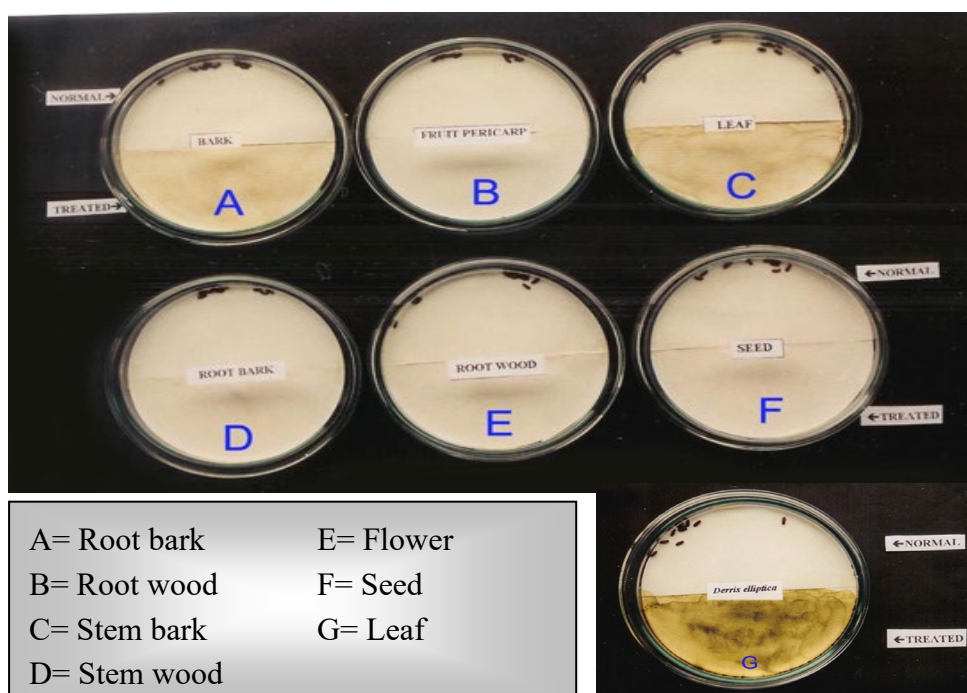 NORMAL→
BARK
A
TREATED→
FRUIT PERICARP -
B
LEAF
C
ROOT BARK
D
ROOT WOOD
E
←NORMAL
SEED
F
←TREATED
A= Root bark
B= Root wood
C= Stem bark
D= Stem wood
E= Flower
F= Seed
G= Leaf
←NORMAL
Derris elliptica
←TREATED
G